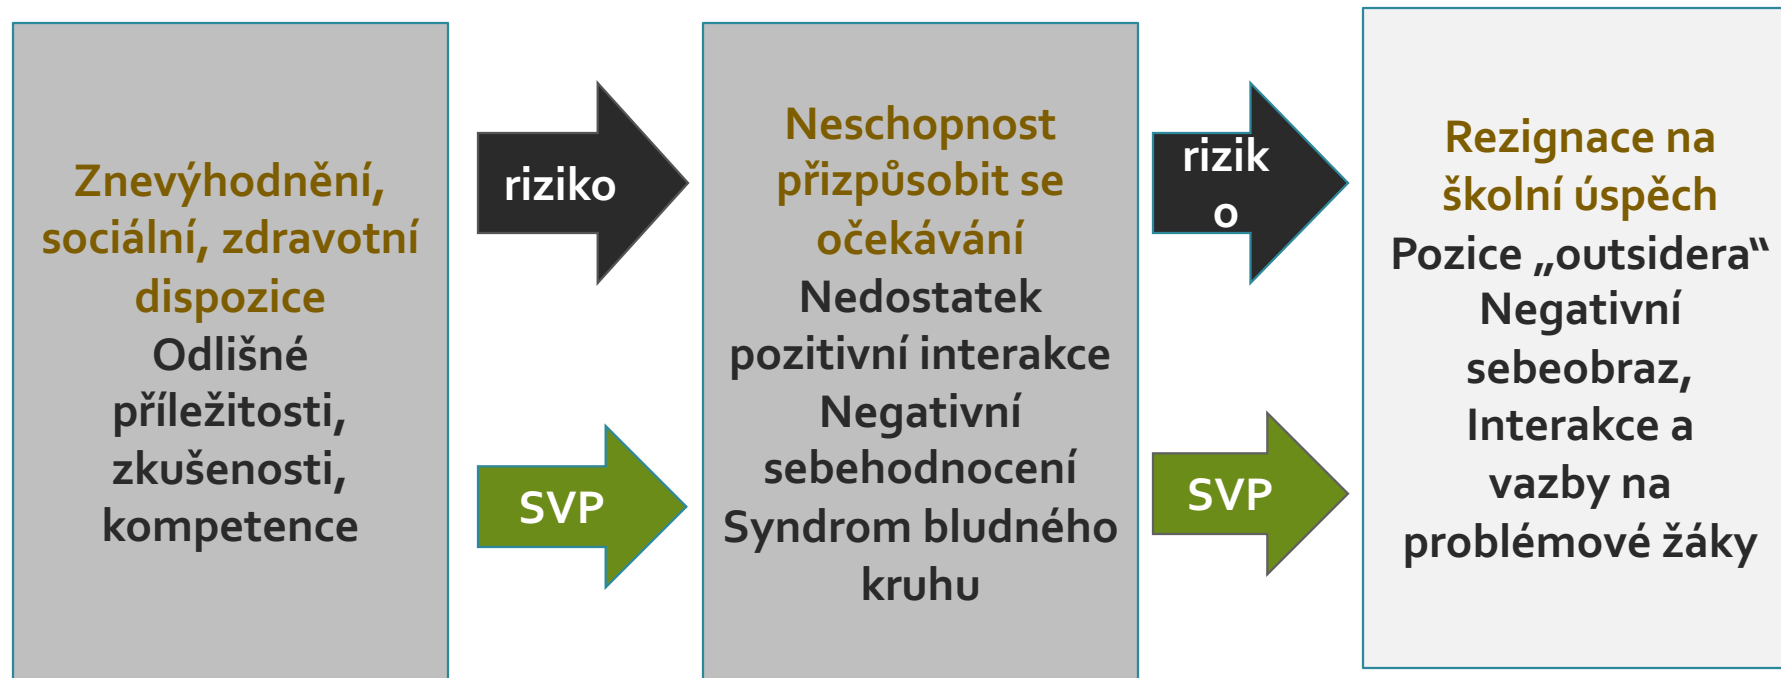 Znevýhodnění,
sociální, zdravotní
dispozice
Odlišné
příležitosti,
zkušenosti,
kompetence
riziko
SVP
Neschopnost
přizpůsobit se
očekávání
Nedostatek
pozitivní interakce
Negativní
sebehodnocení
Syndrom bludného
kruhu
rizik
o
SVP
Rezignace na
školní úspěch
Pozice „outsidera“
Negativní
sebeobraz,
Interakce a
vazby na
problémové žáky